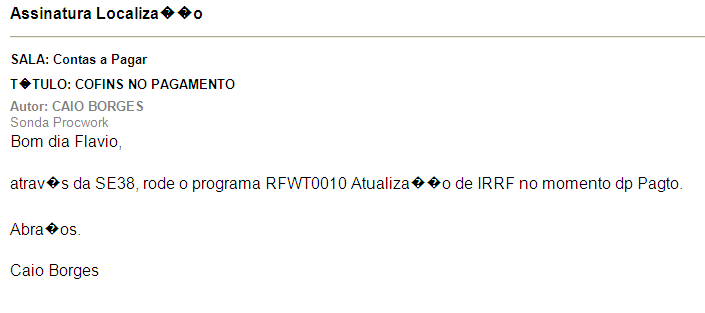 Assinatura Localiza��o
SALA: Contas a Pagar
T�TULO: COFINS NO PAGAMENTO
Autor: CAIO BORGES
Sonda Procwork
Bom dia Flavio,
atrav�s da SE38, rode o programa RFWT0010 Atualiza��o de IRRF no momento dp Pagto.
Abra�os.
Caio Borges